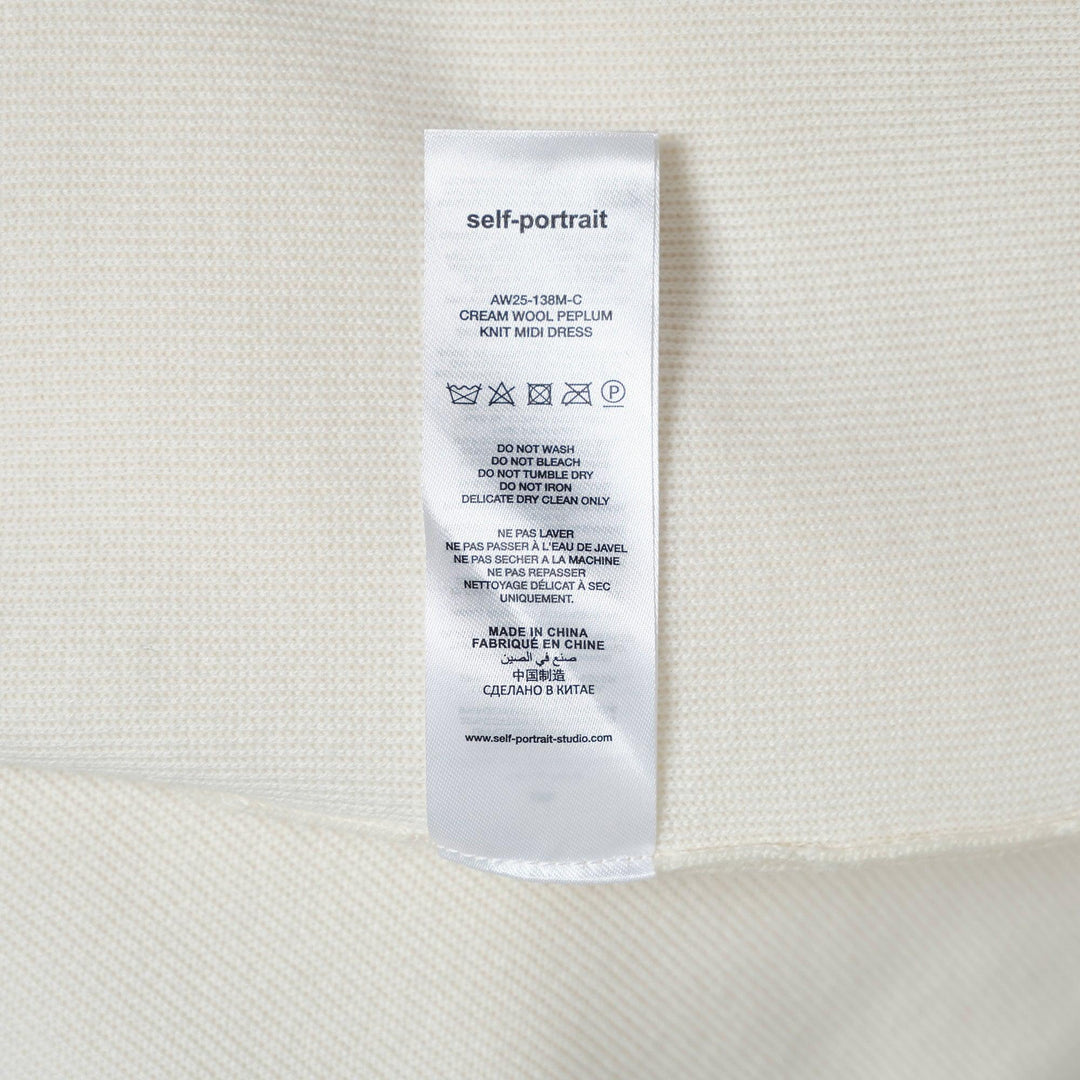 self-portrait
AW25-138M-C
CREAM WOOL PEPLUM
KNIT MIDI DRESS
P
DO NOT WASH
DO NOT BLEACH
DO NOT TUMBLE DRY
DO NOT IRON
DELICATE DRY CLEAN ONLY
NE PAS LAVER
NE PAS PASSER À L'EAU DE JAVEL
NE PAS SECHER A LA MACHINE
NE PAS REPASSER
NETTOYAGE DÉLICAT À SEC
UNIQUEMENT.
MADE IN CHINA
FABRIQUÉ EN CHINE
صنع في الصين
中国制造
СДЕЛАНО В КИТАЕ
www.self-portrait-studio.com